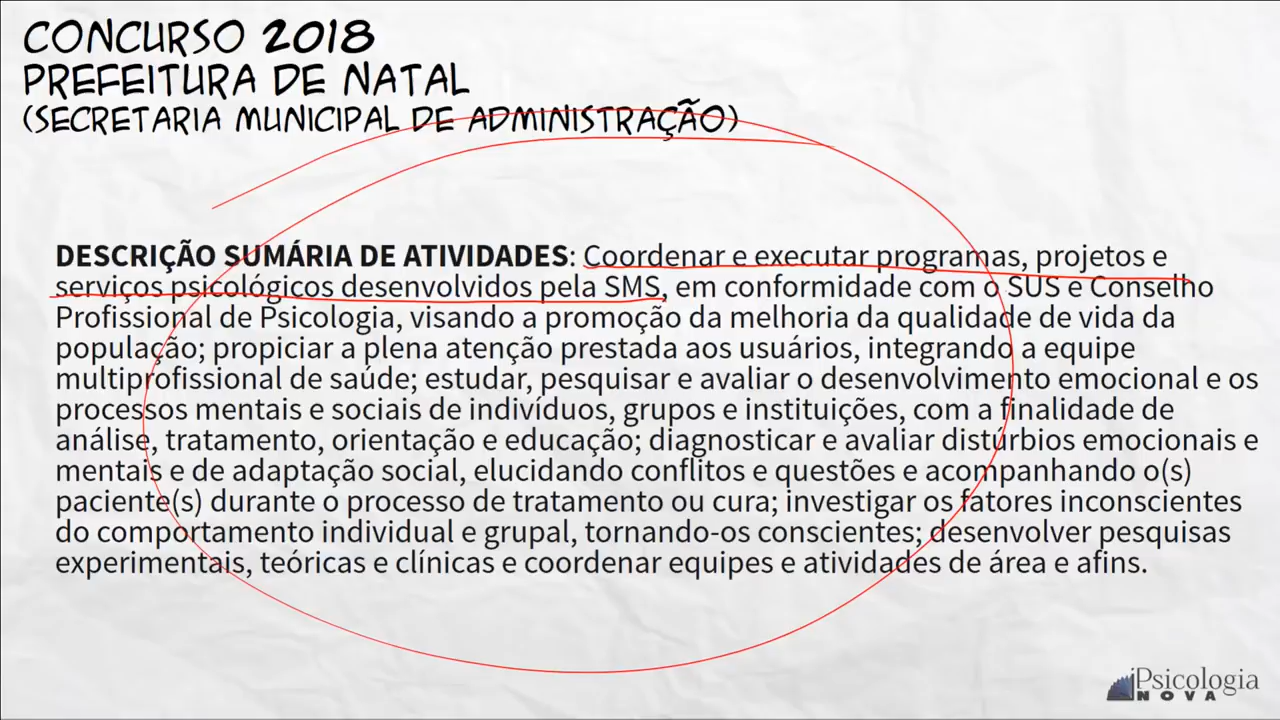 CONCURSO 2018
PREFEITURA DE NATAL
(SECRETARIA MUNICIPAL DE ADMINISTRAÇÃO)
DESCRIÇÃO SUMÁRIA DE ATIVIDADES: Coordenar e executar programas, projetos e
serviços psicológicos desenvolvidos pela SMS, em conformidade com o SUS e Conselho
Profissional de Psicologia, visando a promoção da melhoria da qualidade de vida da
população; propiciar a plena atenção prestada aos usuários, integrando a equipe
multiprofissional de saúde; estudar, pesquisar e avaliar o desenvolvimento emocional e os
processos mentais e sociais de indivíduos, grupos e instituições, com a finalidade de
análise, tratamento, orientação e educação; diagnosticar e avaliar distúrbios emocionais e
mentais e de adaptação social, elucidando conflitos e questões e acompanhando o(s)
paciente(s) durante o processo de tratamento ou cura; investigar os fatores inconscientes
do comportamento individual e grupal, tornando-os conscientes; desenvolver pesquisas
experimentais, teóricas e clínicas e coordenar equipes e atividades de área e afins.
Psicologia
NOVA